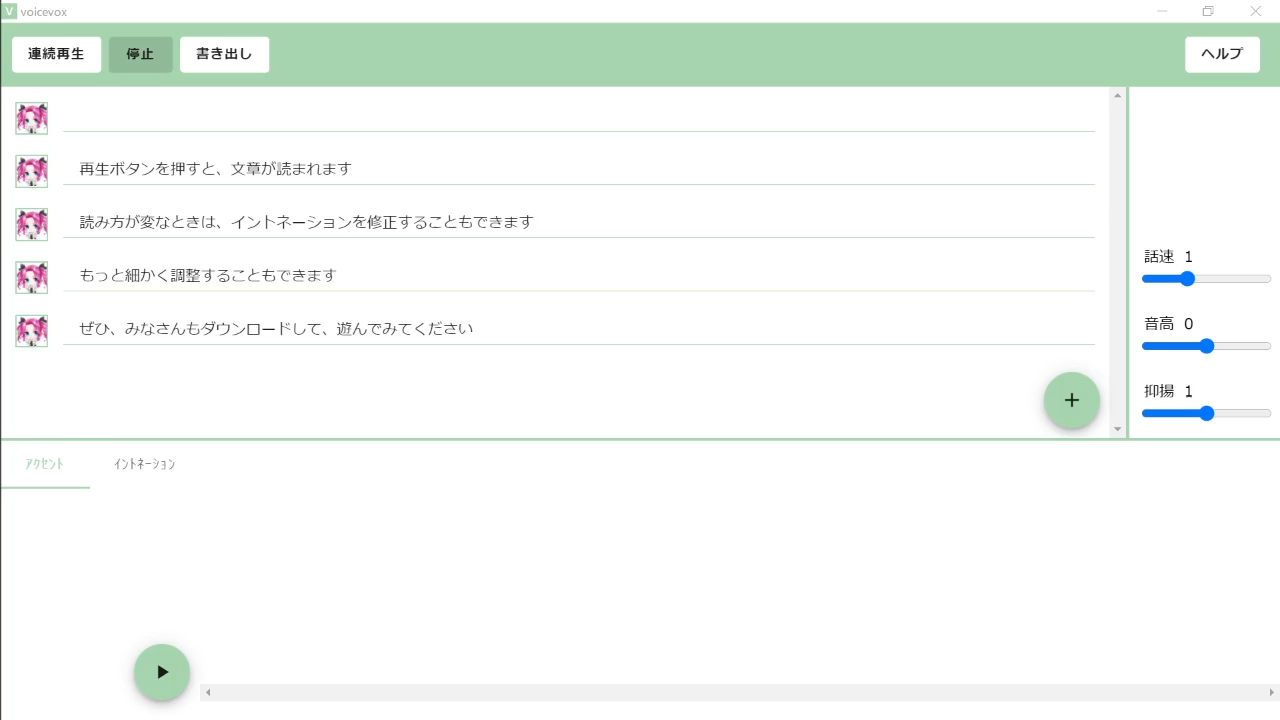 V voicevox
連続再生 停止 書き出し ヘルプ
再生ボタンを押すと、文章が読まれます
読み方が変なときは、イントネーションを修正することもできます
もっと細かく調整することもできます
ぜひ、みなさんもダウンロードして、遊んでみてください
話速 1
音高 0
抑揚 1
ｱｸｾﾝﾄ ｲﾝﾄﾈｰｼｮﾝ